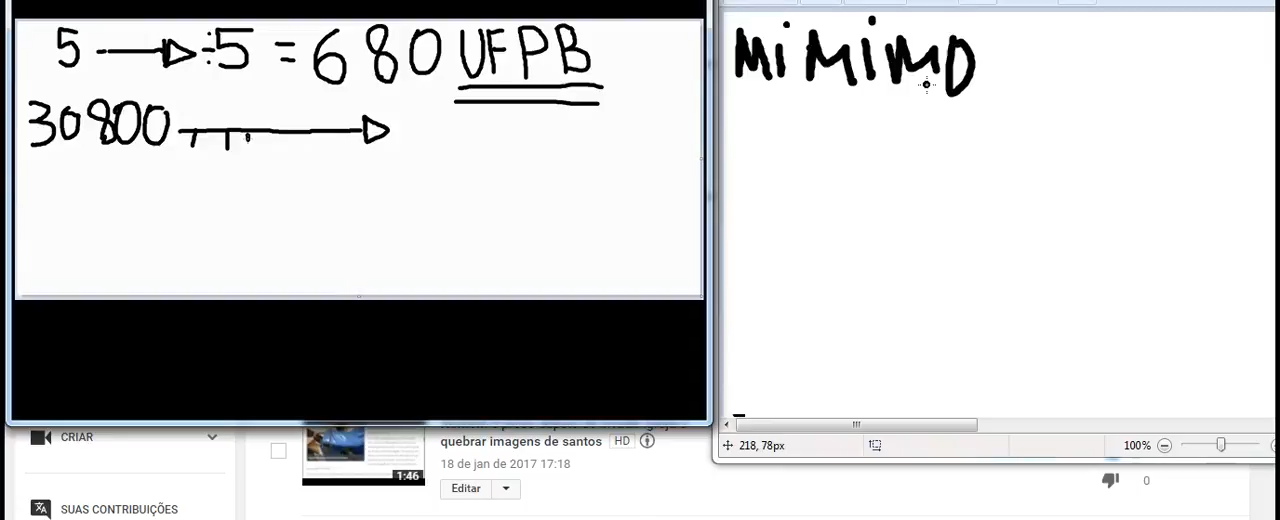 5 → ÷5 = 680 UFPB
30800
MiMiMO
218, 78px
100%
CRIAR
quebrar imagens de santos HD
18 de jan de 2017 17:18
1:46
Editar
0
SUAS CONTRIBUIÇÕES